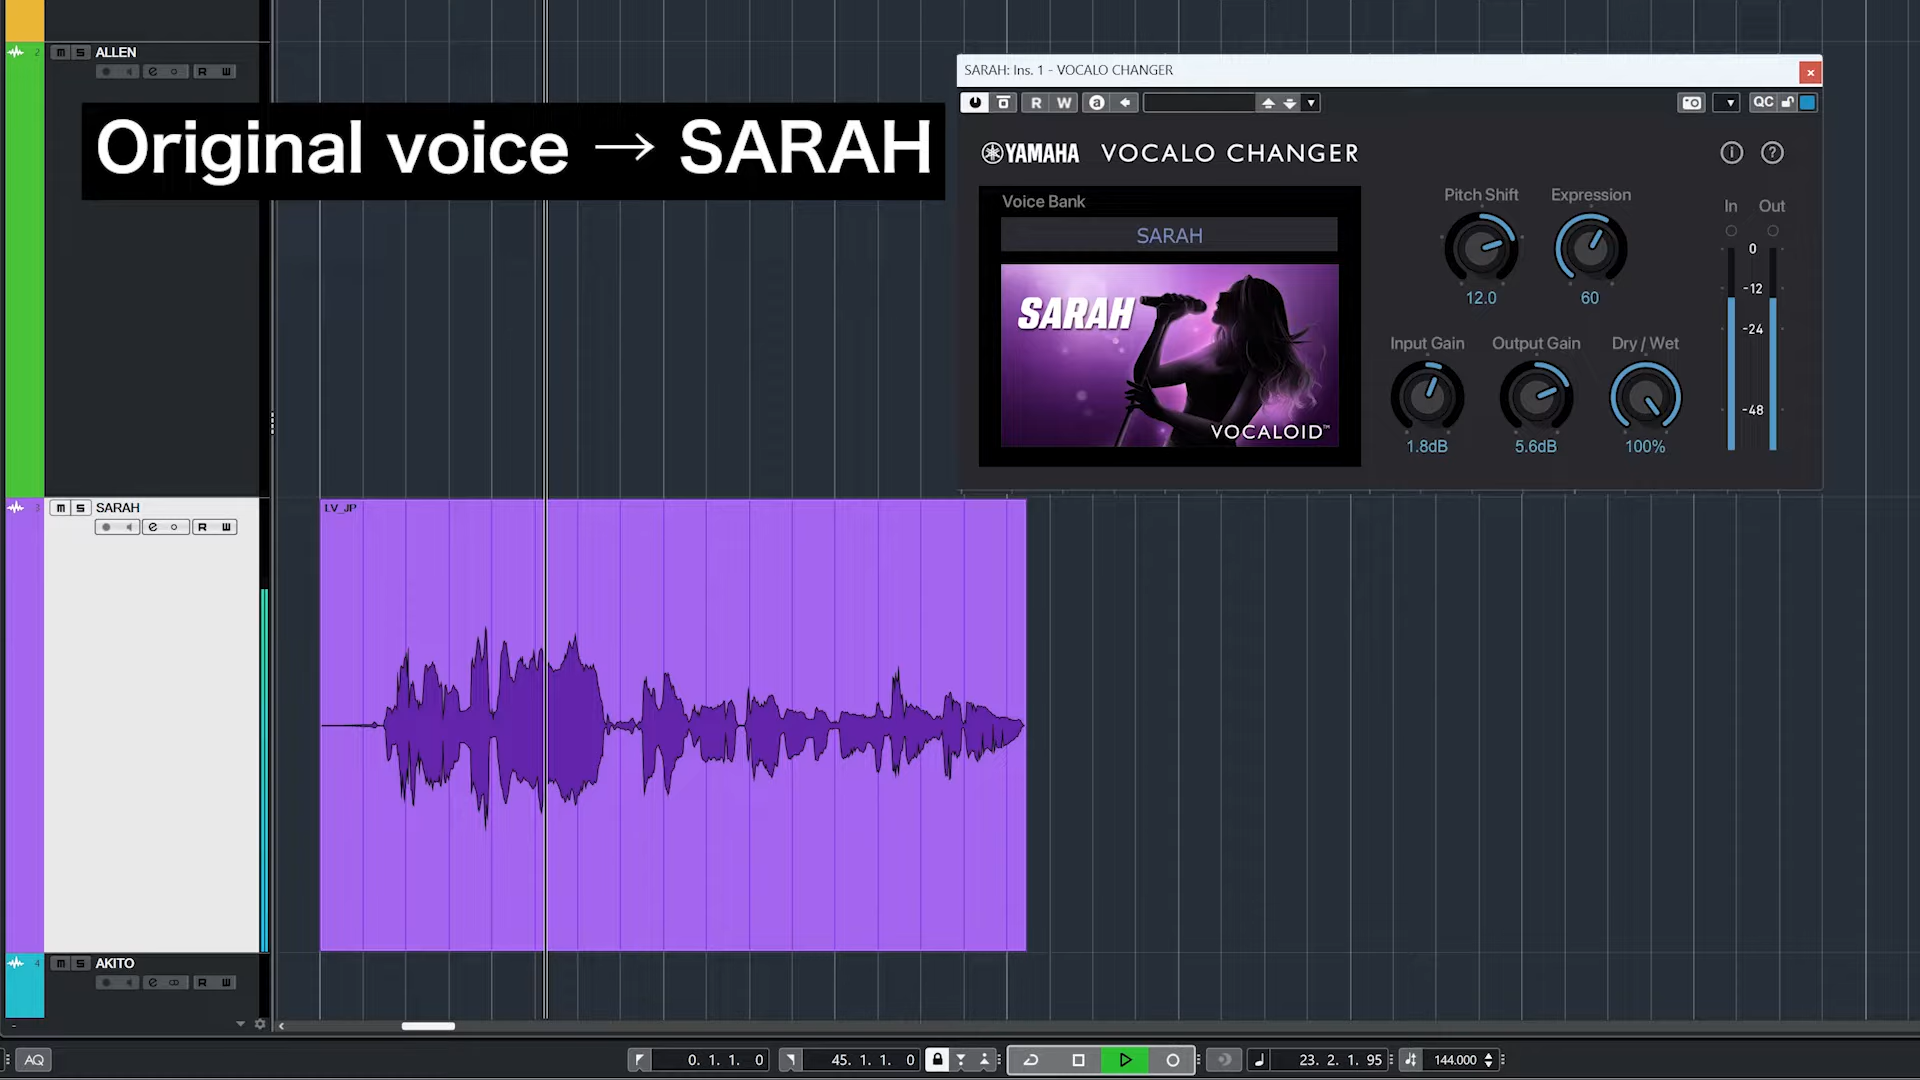 2 m S ALLEN
R W
Original voice → SARAH
SARAH: Ins. 1 - VOCALO CHANGER
R W a QC
YAMAHA VOCALO CHANGER
Voice Bank
SARAH
SARAH
VOCALOID™
Pitch Shift Expression
12.0 60
Input Gain Output Gain Dry / Wet
1.8dB 5.6dB 100%
In Out
0
-12
-24
-48
3 m S SARAH
e R W
LV_JP
4 m S AKITO
e R W
AQ 0. 1. 1. 0 45. 1. 1. 0 23. 2. 1. 95 144.000